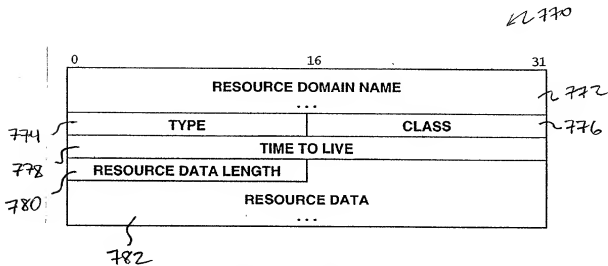 770
0 16 31
RESOURCE DOMAIN NAME
...
772
774 TYPE CLASS 776
778 TIME TO LIVE
780 RESOURCE DATA LENGTH
RESOURCE DATA
...
782